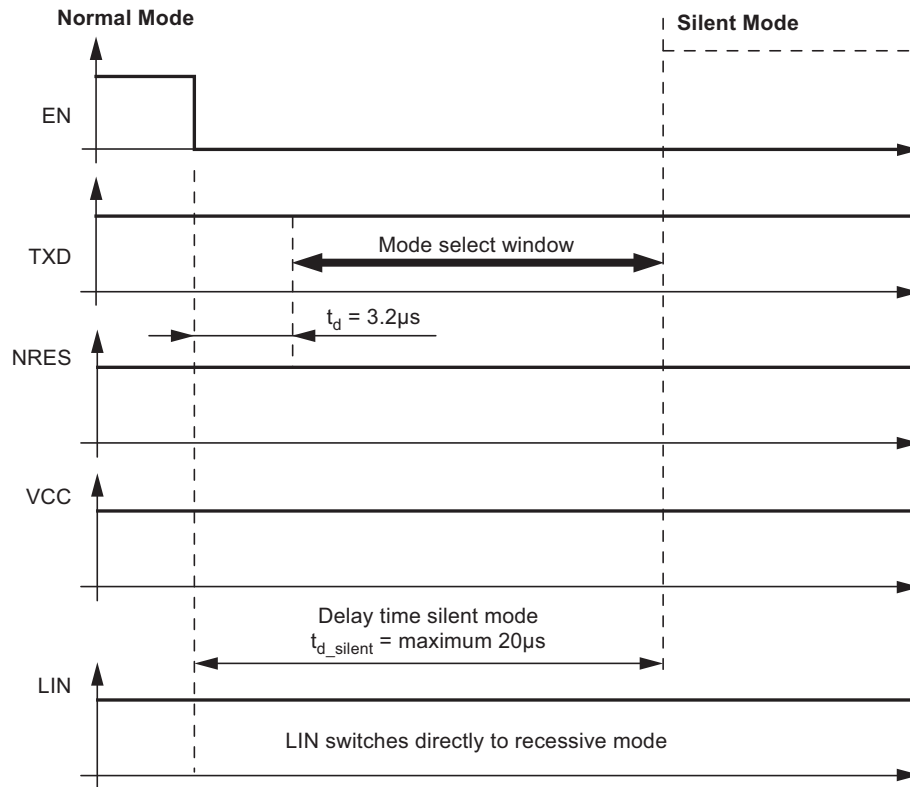 Normal Mode
Silent Mode
EN
TXD
Mode select window
t_d = 3.2µs
NRES
VCC
Delay time silent mode
t_d_silent = maximum 20µs
LIN
LIN switches directly to recessive mode